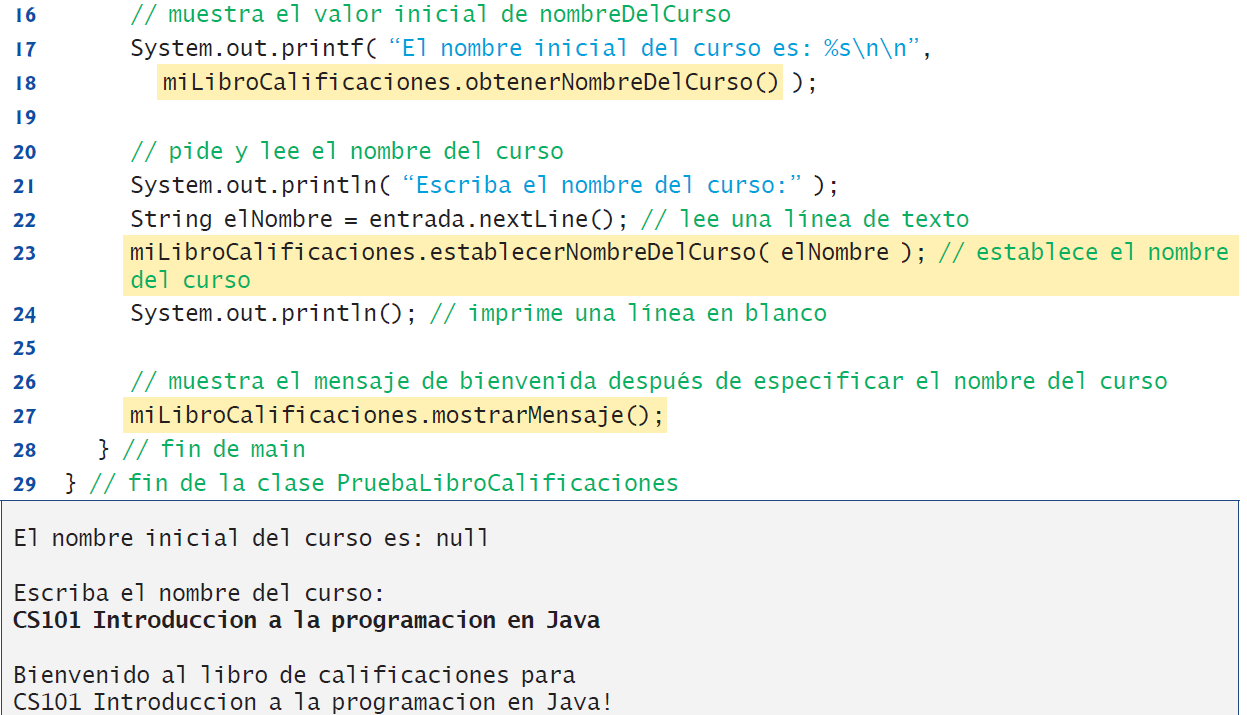 16 // muestra el valor inicial de nombreDelCurso
17 System.out.printf( “El nombre inicial del curso es: %s\n\n”,
18 miLibroCalificaciones.obtenerNombreDelCurso() );
19
20 // pide y lee el nombre del curso
21 System.out.println( “Escriba el nombre del curso:” );
22 String elNombre = entrada.nextLine(); // lee una línea de texto
23 miLibroCalificaciones.establecerNombreDelCurso( elNombre ); // establece el nombre
del curso
24 System.out.println(); // imprime una línea en blanco
25
26 // muestra el mensaje de bienvenida después de especificar el nombre del curso
27 miLibroCalificaciones.mostrarMensaje();
28 } // fin de main
29 } // fin de la clase PruebaLibroCalificaciones
El nombre inicial del curso es: null
Escriba el nombre del curso:
CS101 Introduccion a la programacion en Java
Bienvenido al libro de calificaciones para
CS101 Introduccion a la programacion en Java!